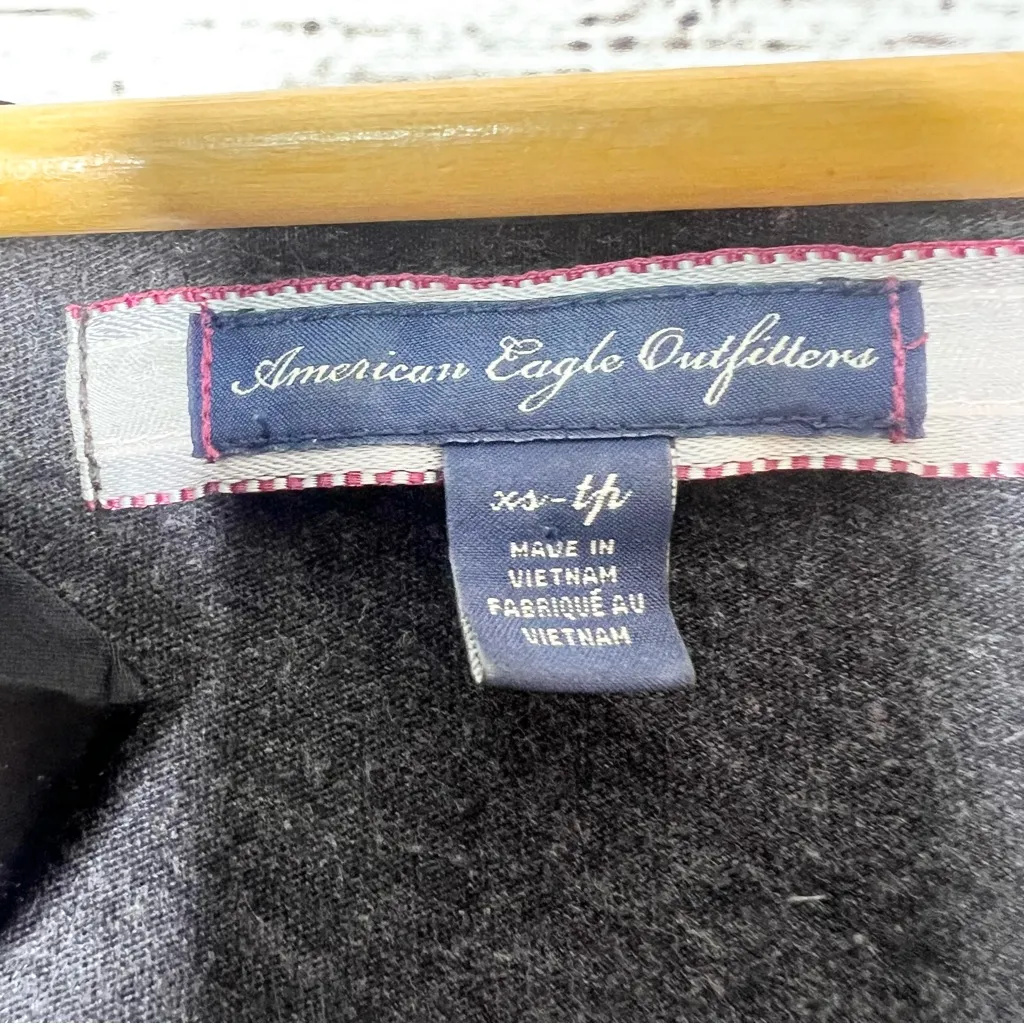 American Eagle Outfitters
xs-tp
MADE IN
VIETNAM
FABRIQUÉ AU
VIETNAM